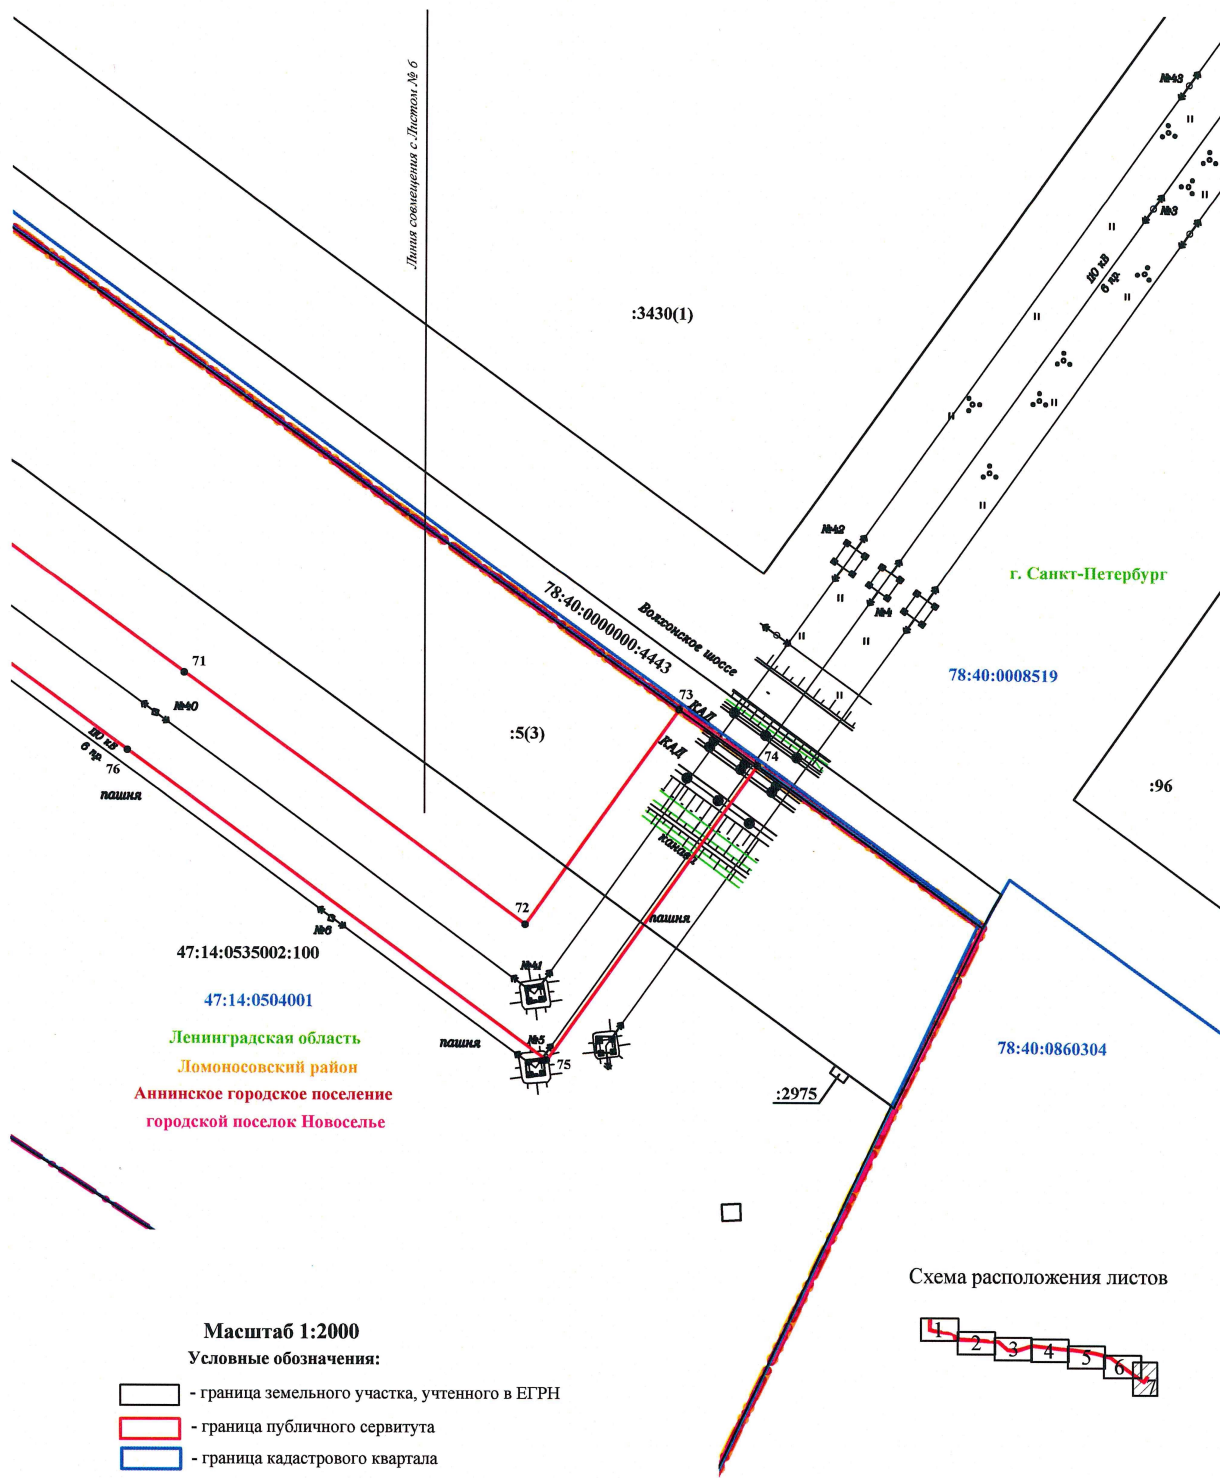 Линия совмещения с Листом № 6
№43
№3
110 кВ
6 пр.
:3430(1)
№42
№4
г. Санкт-Петербург
78:40:0000000:4443
Волхонское шоссе
78:40:0008519
71
№40
73
КАД
КАД
74
:5(3)
110 кВ
6 пр.
76
пашня
:96
канава
72
пашня
№6
47:14:0535002:100
№41
47:14:0504001
Ленинградская область
пашня
№5
75
78:40:0860304
Ломоносовский район
Аннинское городское поселение
:2975
городской поселок Новоселье
Схема расположения листов
1
2
3
4
5
6
7
Масштаб 1:2000
Условные обозначения:
- граница земельного участка, учтенного в ЕГРН
- граница публичного сервитута
- граница кадастрового квартала